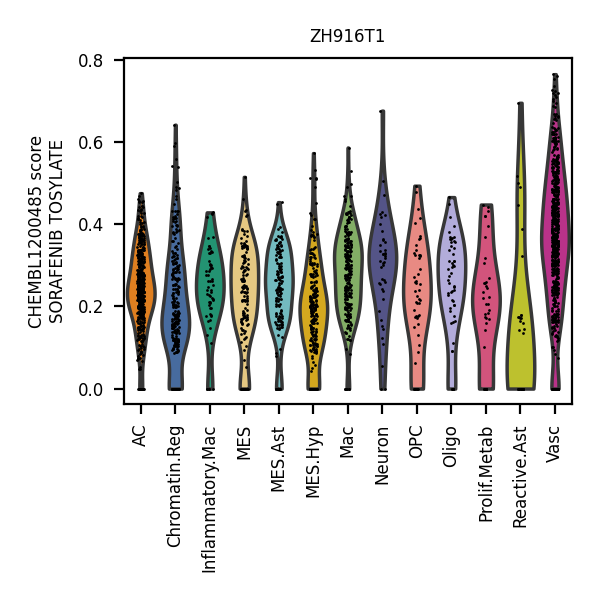 ZH916T1
CHEMBL1200485 score
SORAFENIB TOSYLATE
0.8
0.6
0.4
0.2
0.0
AC
Chromatin.Reg
Inflammatory.Mac
MES
MES.Ast
MES.Hyp
Mac
Neuron
OPC
Oligo
Prolif.Metab
Reactive.Ast
Vasc